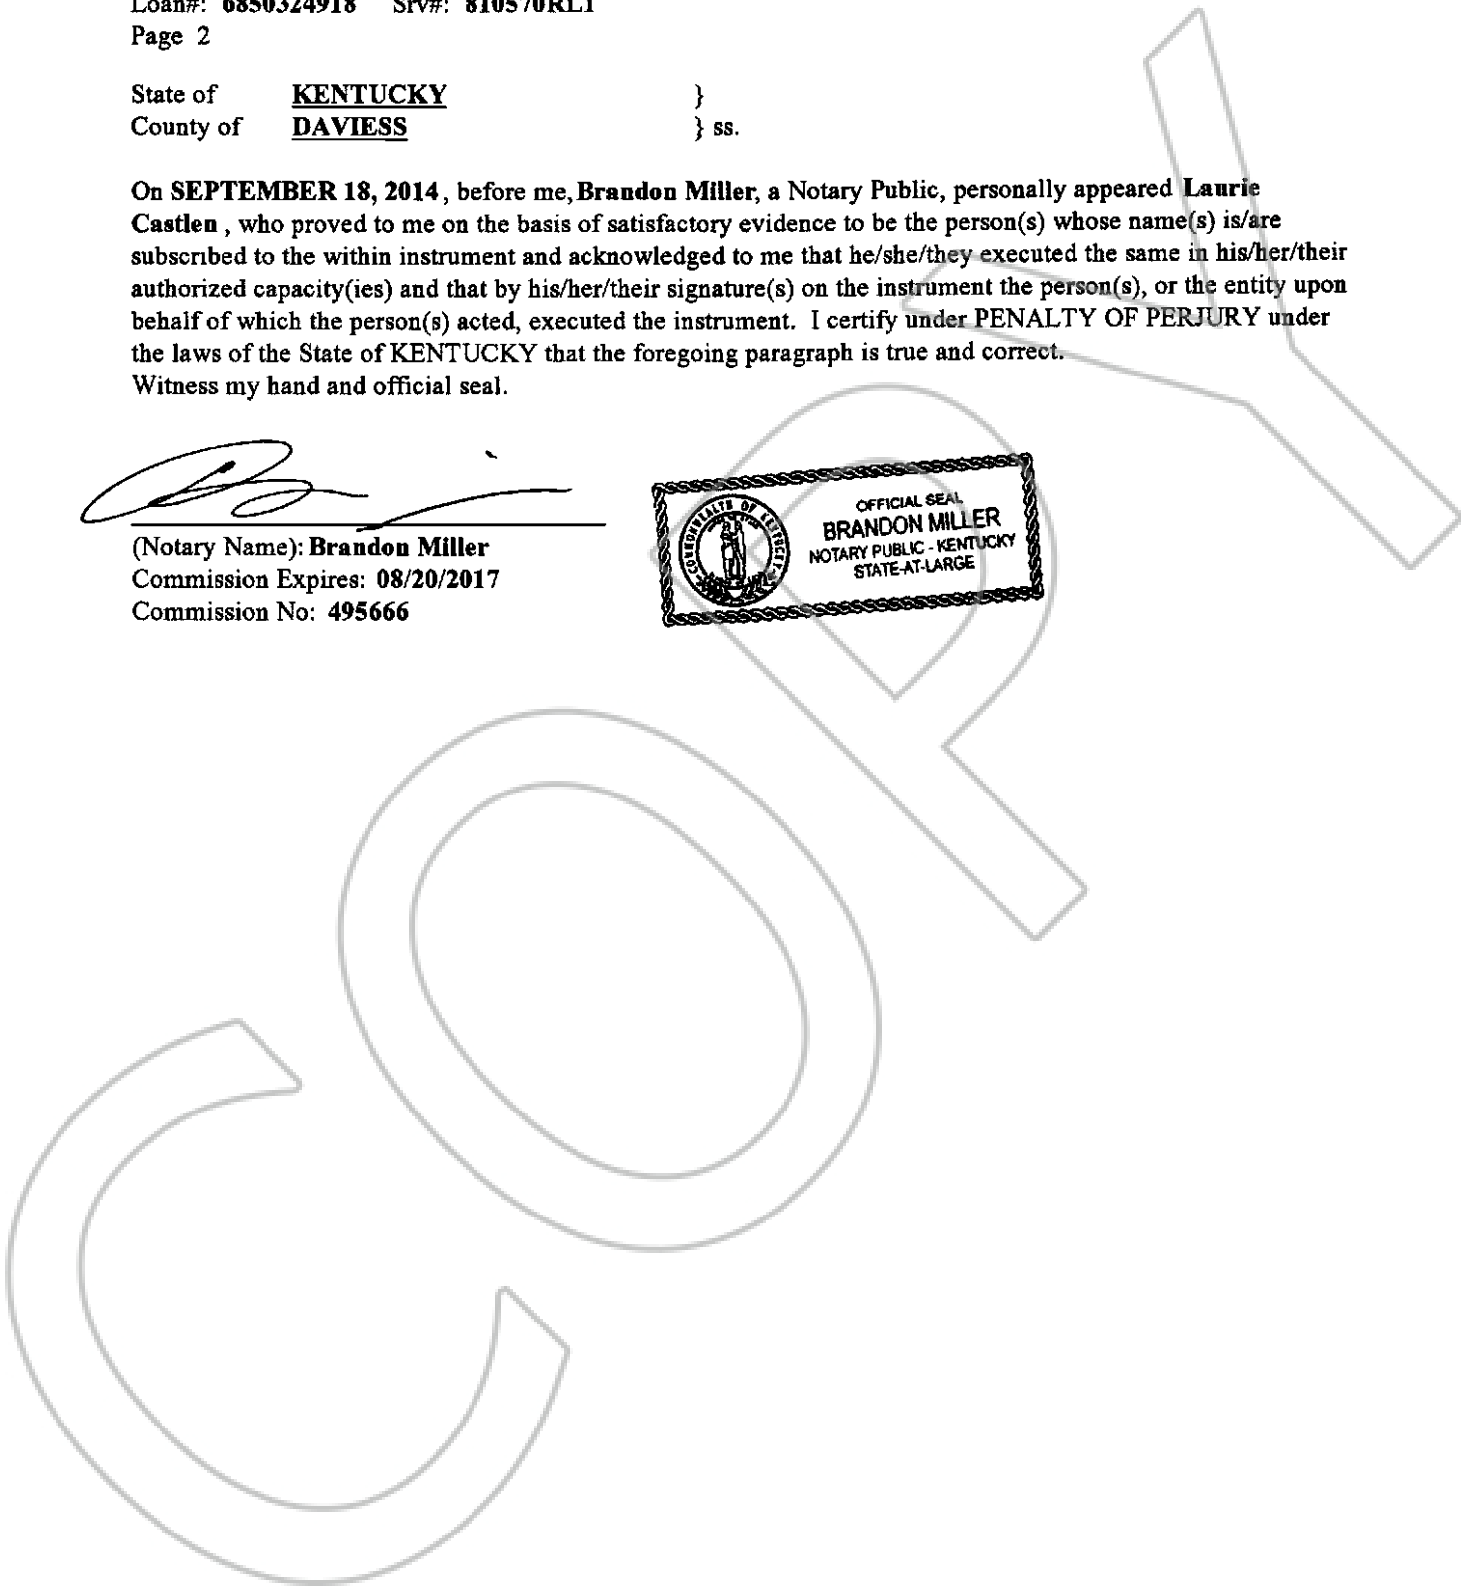 Loan#: 6850324918 Srv#: 810570RL1
Page 2
State of KENTUCKY }
County of DAVIESS } ss.
On SEPTEMBER 18, 2014, before me, Brandon Miller, a Notary Public, personally appeared Laurie
Castlen , who proved to me on the basis of satisfactory evidence to be the person(s) whose name(s) is/are
subscribed to the within instrument and acknowledged to me that he/she/they executed the same in his/her/their
authorized capacity(ies) and that by his/her/their signature(s) on the instrument the person(s), or the entity upon
behalf of which the person(s) acted, executed the instrument. I certify under PENALTY OF PERJURY under
the laws of the State of KENTUCKY that the foregoing paragraph is true and correct.
Witness my hand and official seal.
(Notary Name): Brandon Miller
Commission Expires: 08/20/2017
Commission No: 495666
COMMONWEALTH OF KENTUCKY
OFFICIAL SEAL
BRANDON MILLER
NOTARY PUBLIC - KENTUCKY
STATE-AT-LARGE
COPY